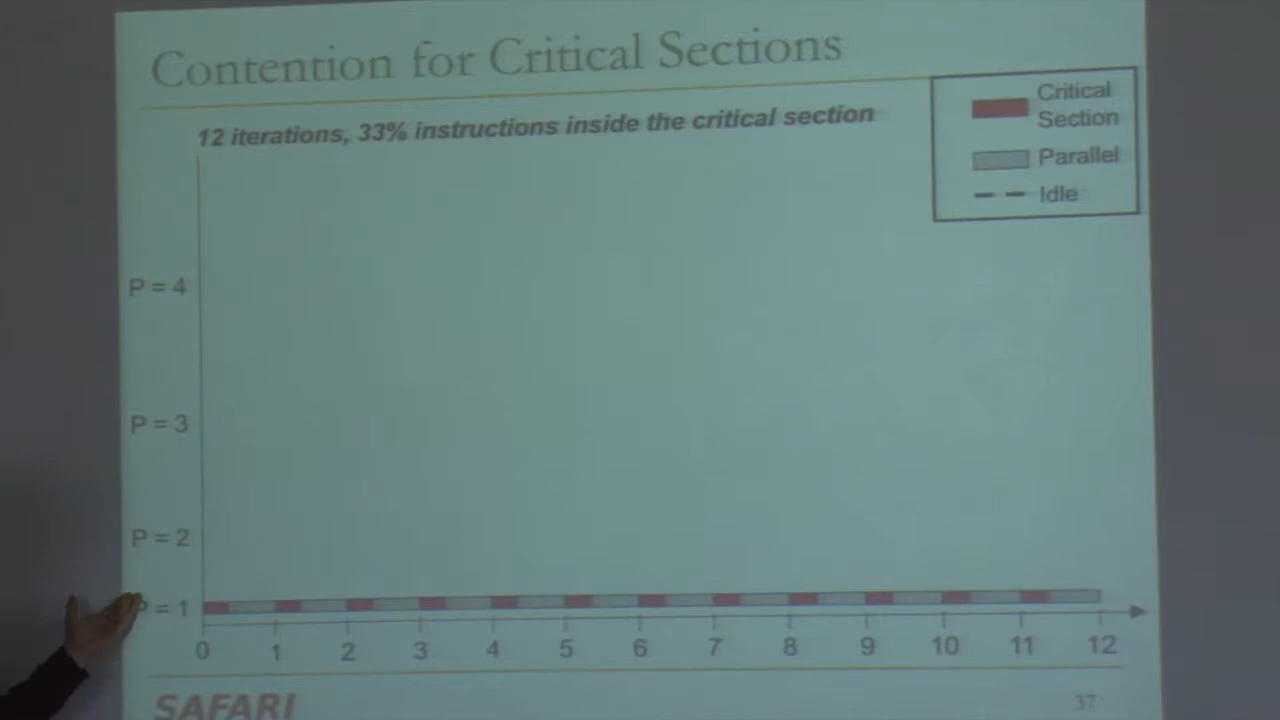 Contention for Critical Sections
12 iterations, 33% instructions inside the critical section
Critical
Section
Parallel
Idle
P = 4
P = 3
P = 2
P = 1
0 1 2 3 4 5 6 7 8 9 10 11 12
SAFARI
37